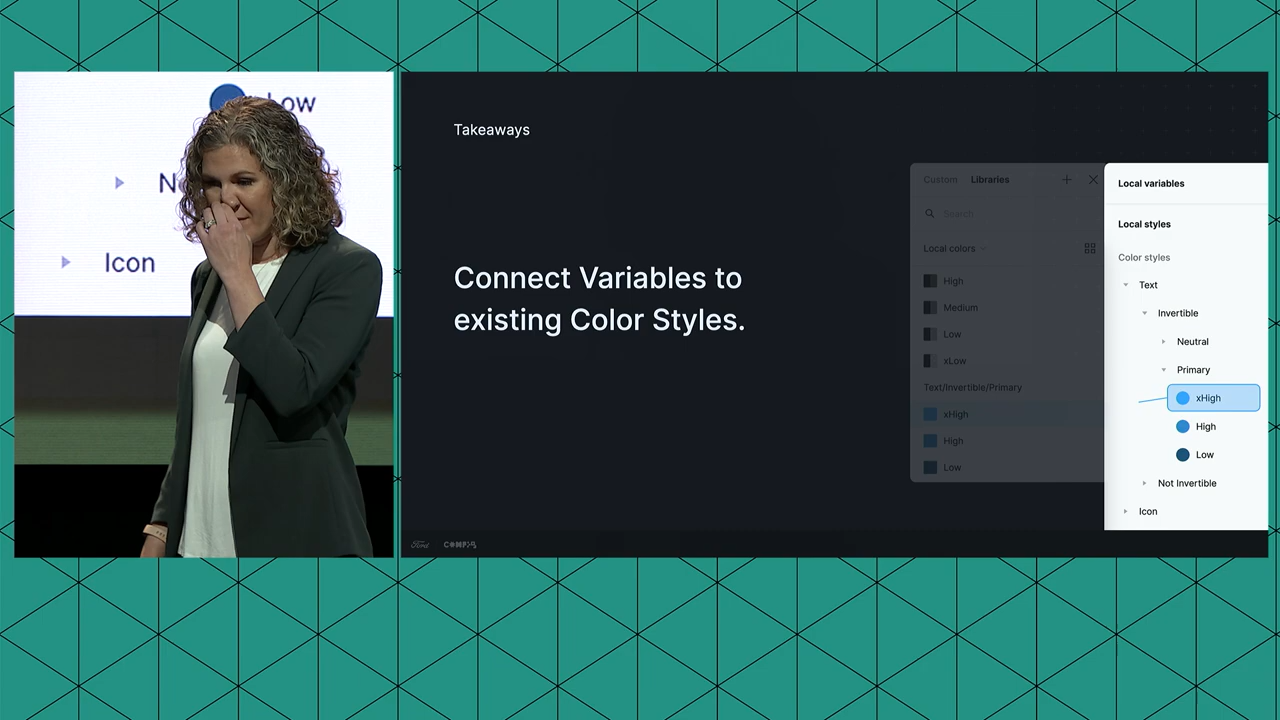 Low
Icon
Takeaways
Connect Variables to
existing Color Styles.
Custom Libraries
Search
Local colors
High
Medium
Low
xLow
Text/Invertible/Primary
xHigh
High
Low
Local variables
Local styles
Color styles
Text
Invertible
Neutral
Primary
xHigh
High
Low
Not Invertible
Icon
Ford